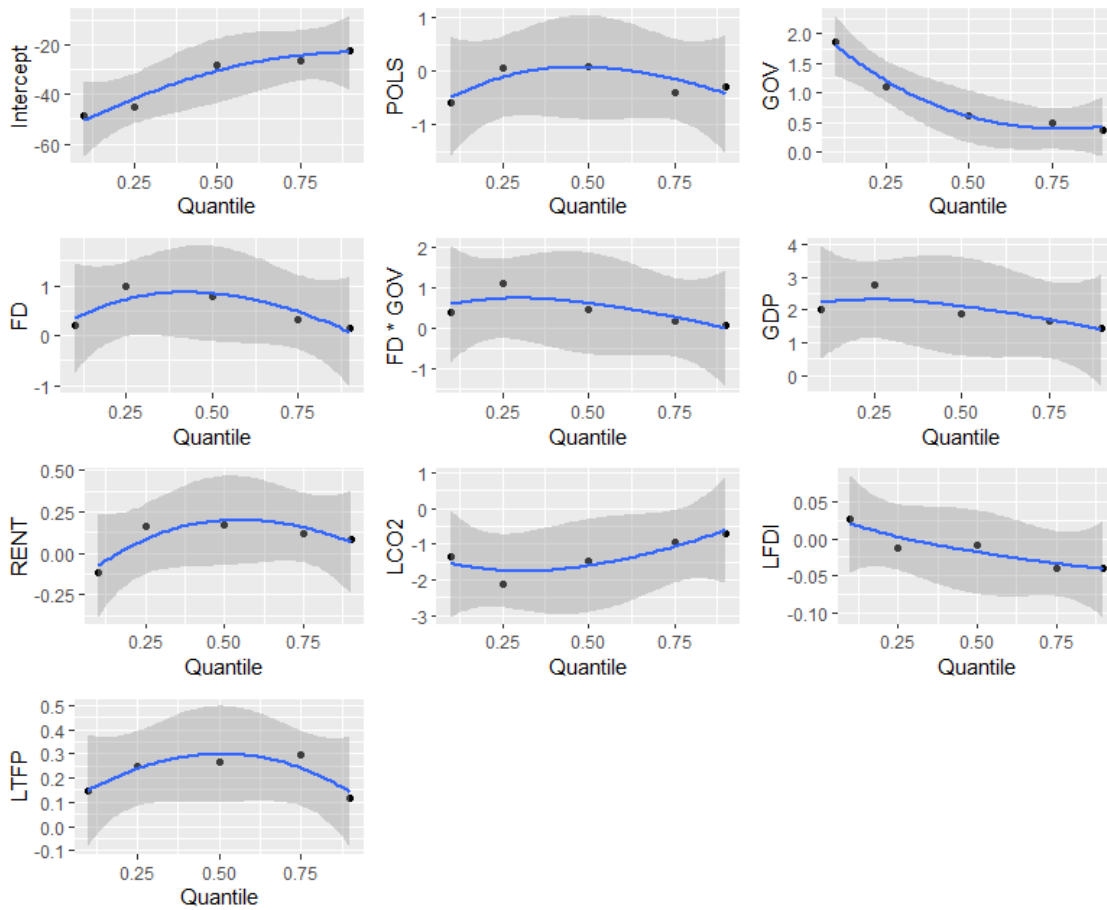 Intercept
-20
-40
-60
0.25 0.50 0.75
Quantile
POLS
1
0
-1
0.25 0.50 0.75
Quantile
GOV
2.0
1.5
1.0
0.5
0.0
0.25 0.50 0.75
Quantile
FD
1
0
-1
0.25 0.50 0.75
Quantile
FD * GOV
2
1
0
-1
0.25 0.50 0.75
Quantile
GDP
4
3
2
1
0
0.25 0.50 0.75
Quantile
RENT
0.50
0.25
0.00
-0.25
0.25 0.50 0.75
Quantile
LCO2
1
0
-1
-2
-3
0.25 0.50 0.75
Quantile
LFDI
0.05
0.00
-0.05
-0.10
0.25 0.50 0.75
Quantile
LTFP
0.5
0.4
0.3
0.2
0.1
0.0
-0.1
0.25 0.50 0.75
Quantile